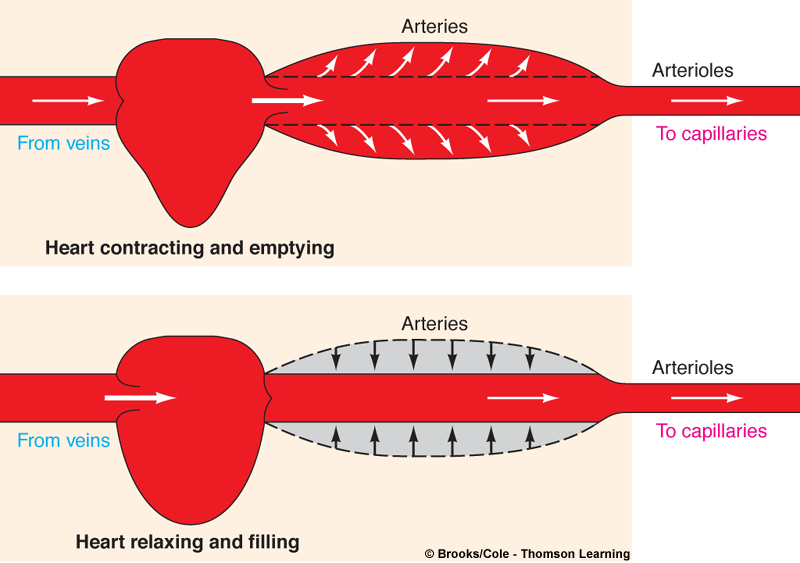 Arteries
Arterioles
From veins
To capillaries
Heart contracting and emptying
Arteries
Arterioles
From veins
To capillaries
Heart relaxing and filling
© Brooks/Cole - Thomson Learning